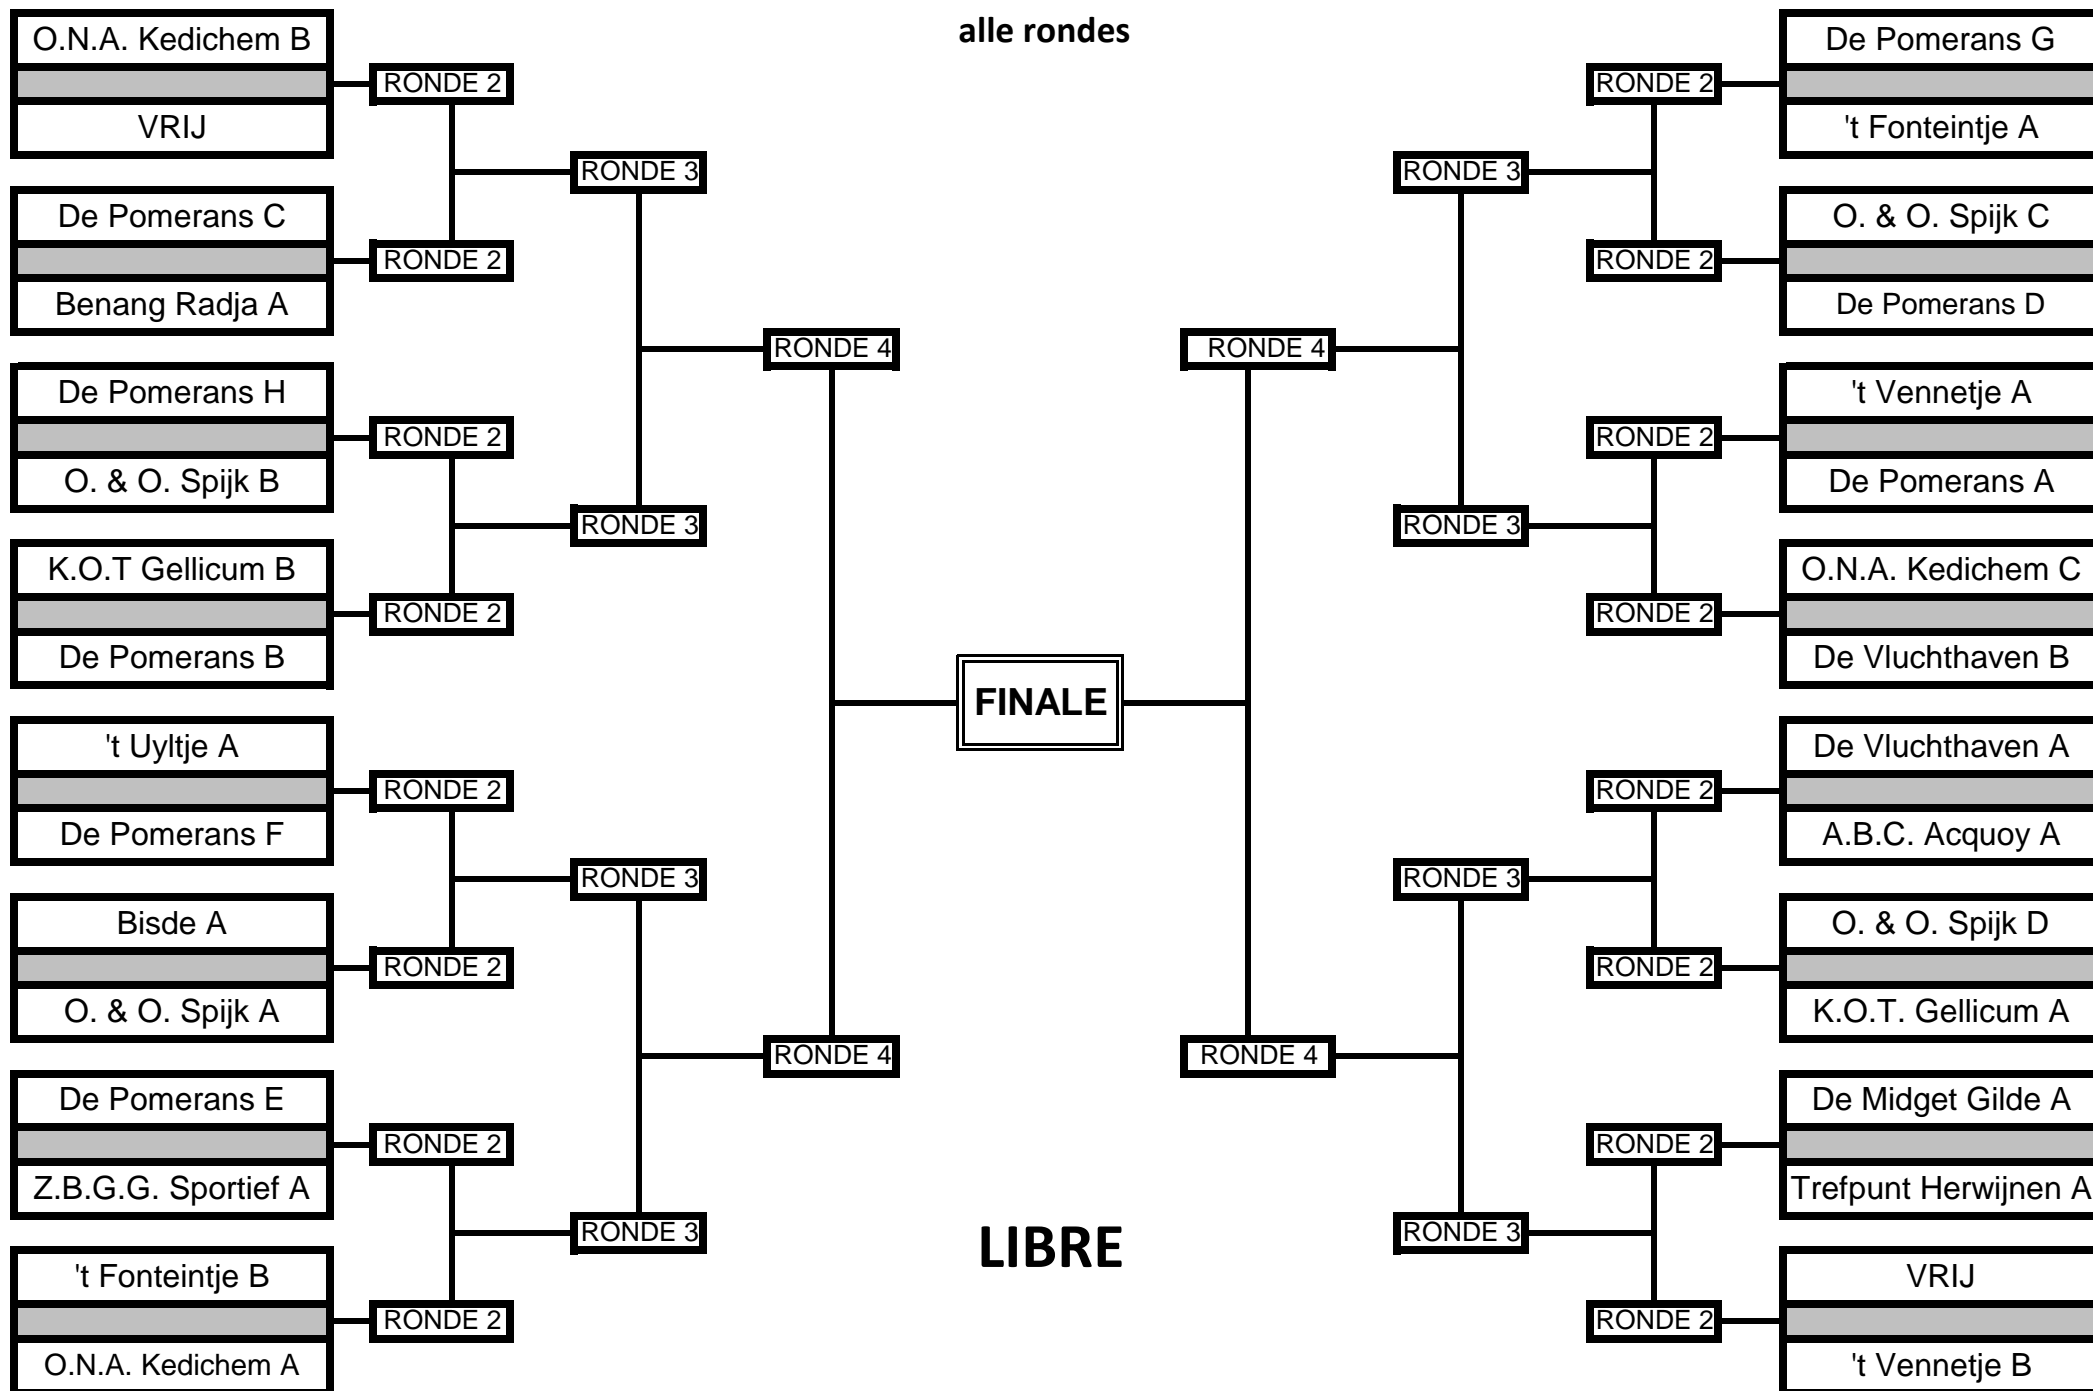 alle rondes
O.N.A. Kedichem B
RONDE 2
VRIJ
RONDE 3
De Pomerans C
RONDE 2
Benang Radja A
RONDE 4
De Pomerans H
RONDE 2
O. & O. Spijk B
RONDE 3
K.O.T Gellicum B
RONDE 2
De Pomerans B
't Uyltje A
RONDE 2
De Pomerans F
RONDE 3
Bisde A
RONDE 2
O. & O. Spijk A
RONDE 4
De Pomerans E
RONDE 2
Z.B.G.G. Sportief A
RONDE 3
't Fonteintje B
RONDE 2
O.N.A. Kedichem A
FINALE
LIBRE
De Pomerans G
RONDE 2
't Fonteintje A
RONDE 3
O. & O. Spijk C
RONDE 2
De Pomerans D
RONDE 4
't Vennetje A
RONDE 2
De Pomerans A
RONDE 3
O.N.A. Kedichem C
RONDE 2
De Vluchthaven B
De Vluchthaven A
RONDE 2
A.B.C. Acquoy A
RONDE 3
O. & O. Spijk D
RONDE 2
K.O.T. Gellicum A
RONDE 4
De Midget Gilde A
RONDE 2
Trefpunt Herwijnen A
RONDE 3
VRIJ
RONDE 2
't Vennetje B